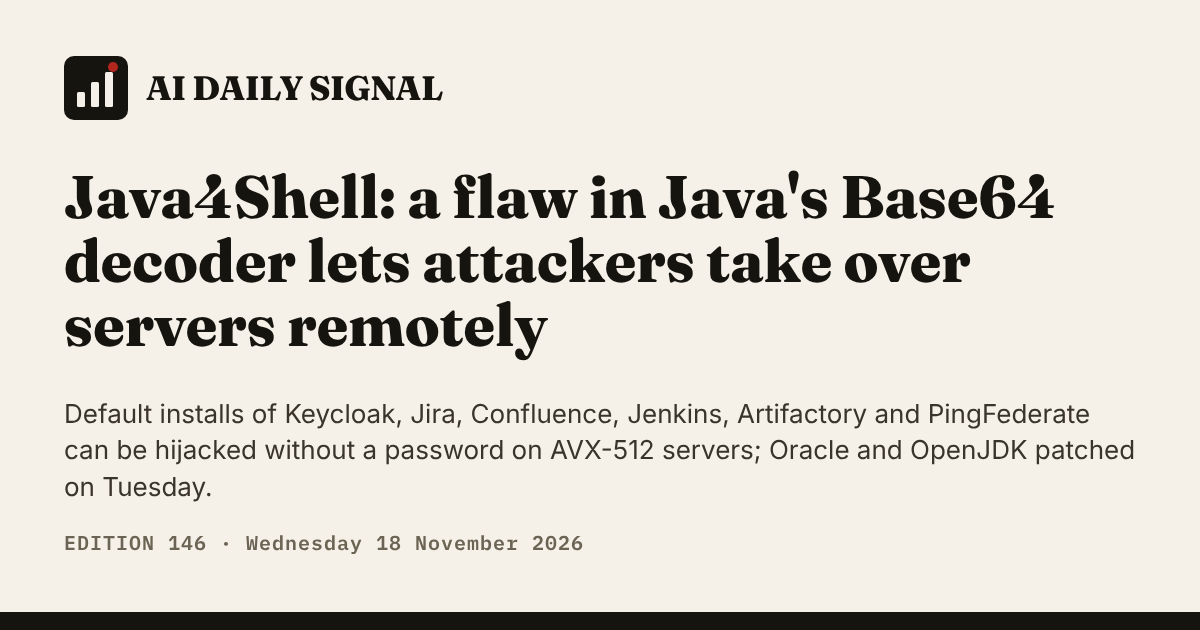 AI DAILY SIGNAL
Java4Shell: a flaw in Java's Base64
decoder lets attackers take over
servers remotely
Default installs of Keycloak, Jira, Confluence, Jenkins, Artifactory and PingFederate
can be hijacked without a password on AVX-512 servers; Oracle and OpenJDK patched
on Tuesday.
EDITION 146 · Wednesday 18 November 2026